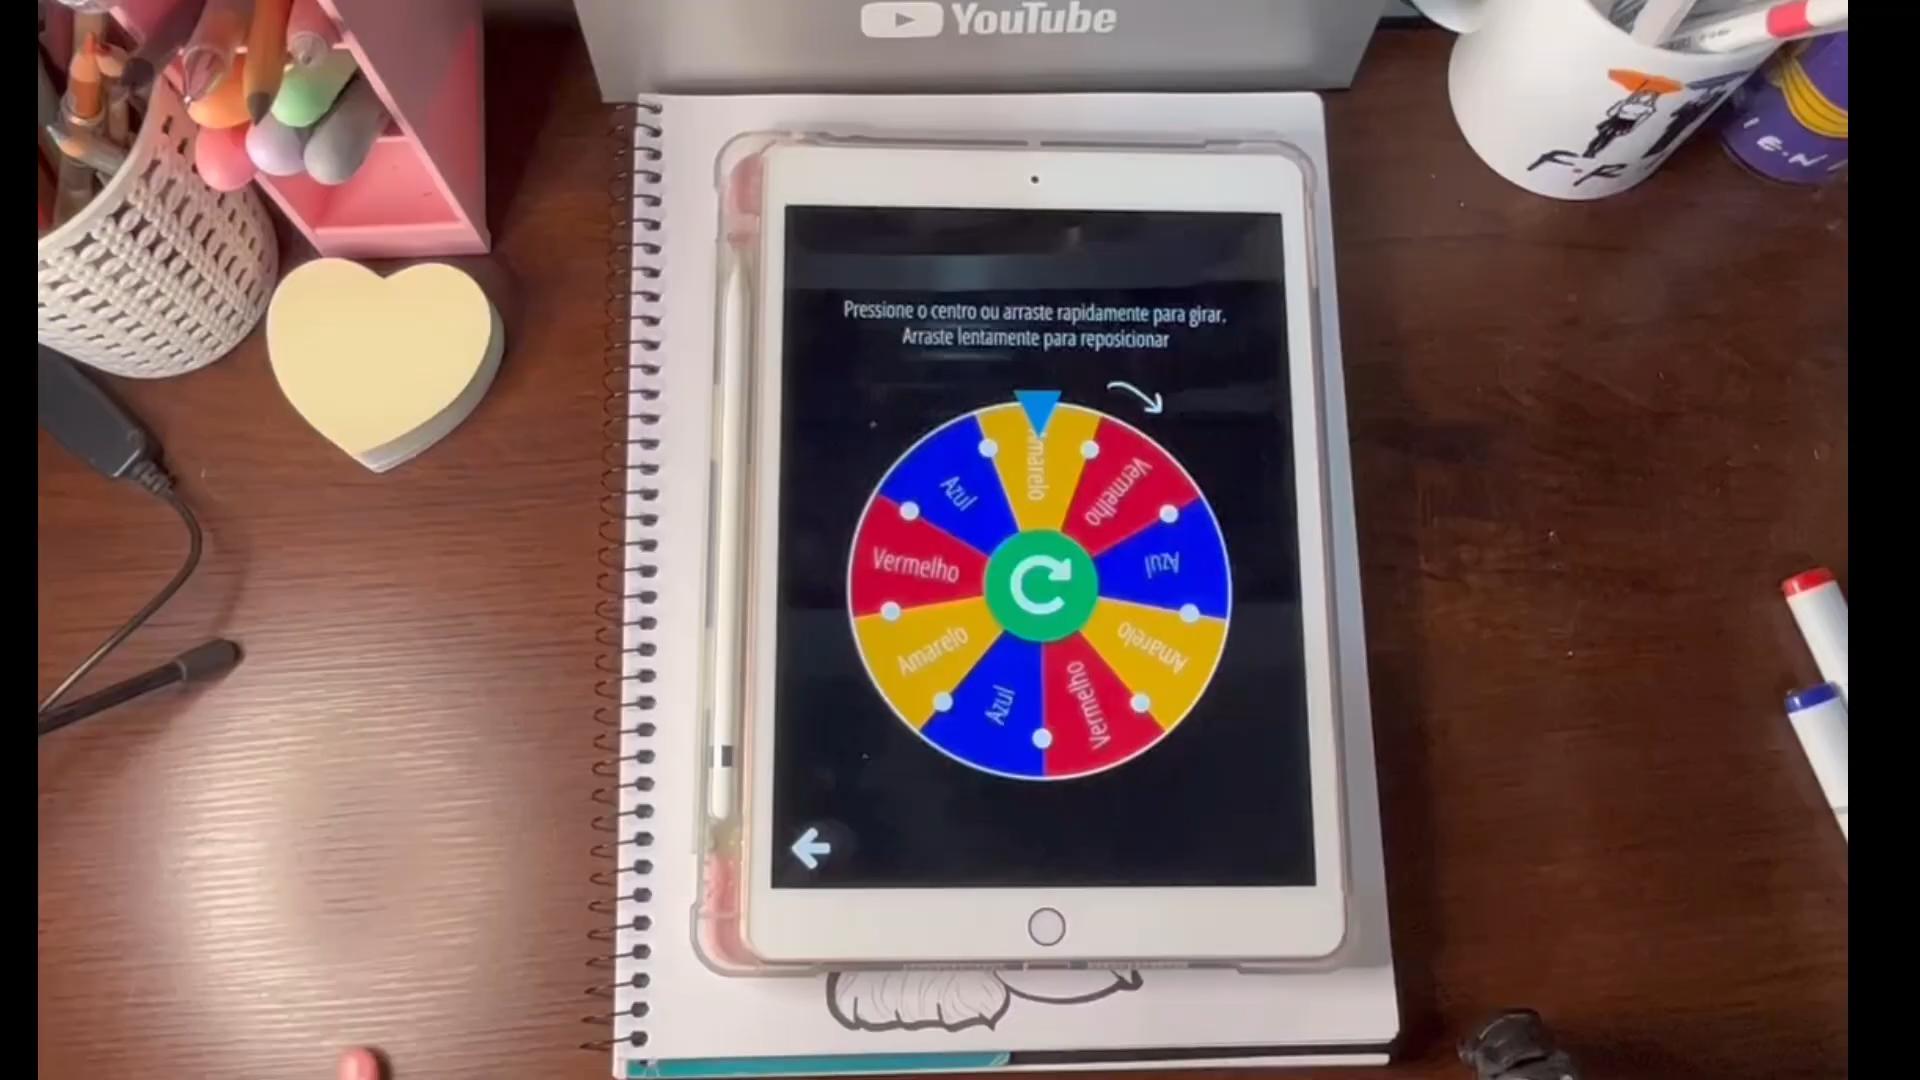 YouTube
Pressione o centro ou arraste rapidamente para girar.
Arraste lentamente para reposicionar
Vermelho
Azul
Amarelo
Vermelho
Azul
Amarelo
Vermelho
Azul
F.R